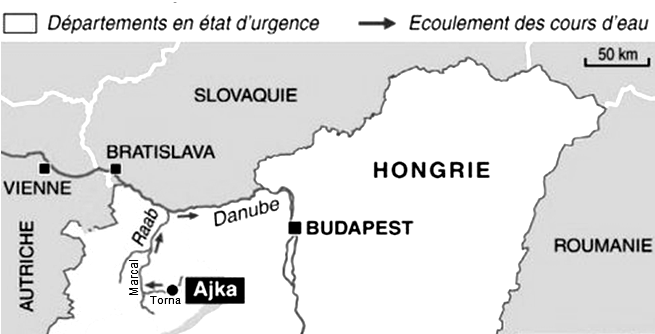 Départements en état d'urgence
Ecoulement des cours d'eau
50 km
SLOVAQUIE
BRATISLAVA
VIENNE
HONGRIE
Danube
Raab
BUDAPEST
ROUMANIE
AUTRICHE
Marcal
Torna
Ajka